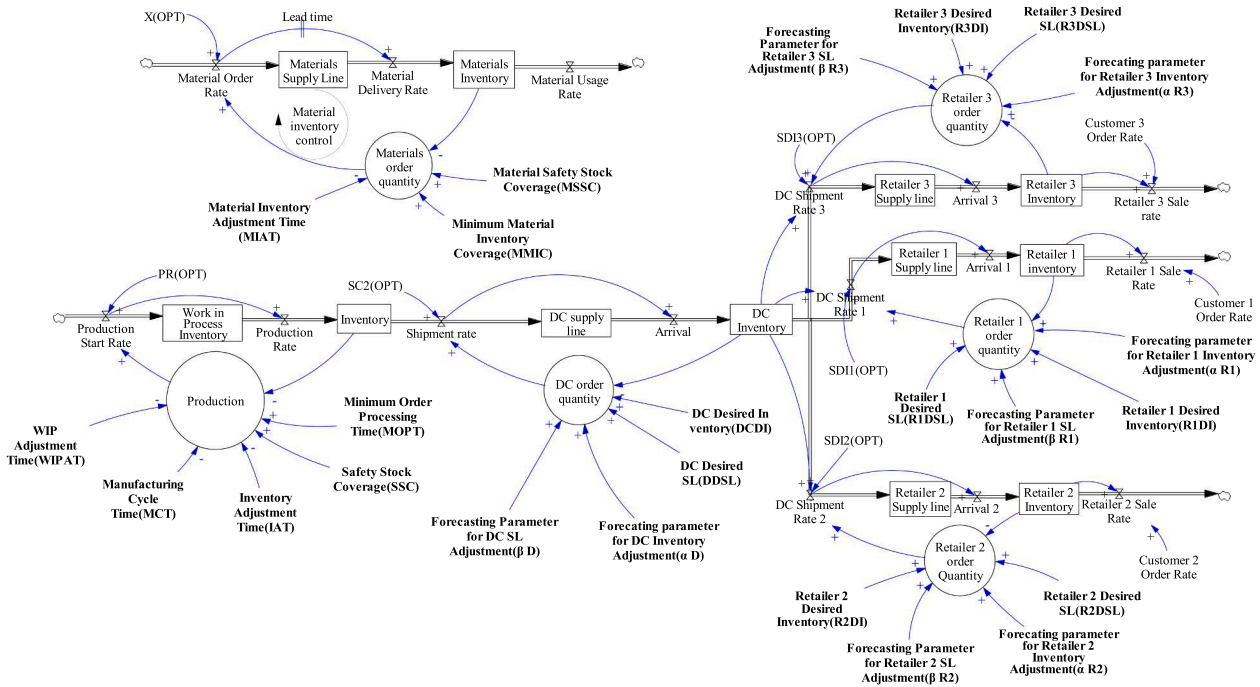 X(OPT)
Lead time
Material Order
Rate
Materials
Supply Line
Material
Delivery Rate
Materials
Inventory
Material Usage
Rate
Material
inventory
control
Materials
order
quantity
Material Safety Stock
Coverage(MSSC)
Material Inventory
Adjustment Time
(MIAT)
Minimum Material
Inventory
Coverage(MMIC)
PR(OPT)
Production
Start Rate
Work in
Process
Inventory
Production
Rate
Inventory
SC2(OPT)
Shipment rate
DC supply
line
Arrival
DC
Inventory
Production
WIP
Adjustment
Time(WIPAT)
Manufacturing
Cycle
Time(MCT)
Inventory
Adjustment
Time(IAT)
Safety Stock
Coverage(SSC)
Minimum Order
Processing
Time(MOPT)
DC order
quantity
DC Desired In
ventory(DCDI)
DC Desired
SL(DDSL)
Forecasting Parameter
for DC SL
Adjustment(β D)
Forecating parameter
for DC Inventory
Adjustment(α D)
Retailer 3 Desired
Inventory(R3DI)
Retailer 3 Desired
SL(R3DSL)
Forecasting
Parameter for
Retailer 3 SL
Adjustment( β R3)
Forecating parameter
for Retailer 3 Inventory
Adjustment(α R3)
Retailer 3
order
quantity
Customer 3
Order Rate
SDI3(OPT)
DC Shipment
Rate 3
Retailer 3
Supply line
Arrival 3
Retailer 3
Inventory
Retailer 3 Sale
rate
DC Shipment
Rate 1
Retailer 1
Supply line
Arrival 1
Retailer 1
inventory
Retailer 1 Sale
Rate
Customer 1
Order Rate
Retailer 1
order
quantity
SDI1(OPT)
Forecating parameter
for Retailer 1 Inventory
Adjustment(α R1)
Retailer 1
Desired
SL(R1DSL)
Forecasting Parameter
for Retailer 1 SL
Adjustment(β R1)
Retailer 1 Desired
Inventory(R1DI)
SDI2(OPT)
DC Shipment
Rate 2
Retailer 2
Supply line
Arrival 2
Retailer 2
Inventory
Retailer 2 Sale
Rate
Customer 2
Order Rate
Retailer 2
order
Quantity
Retailer 2
Desired
Inventory(R2DI)
Retailer 2 Desired
SL(R2DSL)
Forecasting Parameter
for Retailer 2 SL
Adjustment(β R2)
Forecating parameter
for Retailer 2
Inventory
Adjustment(α R2)